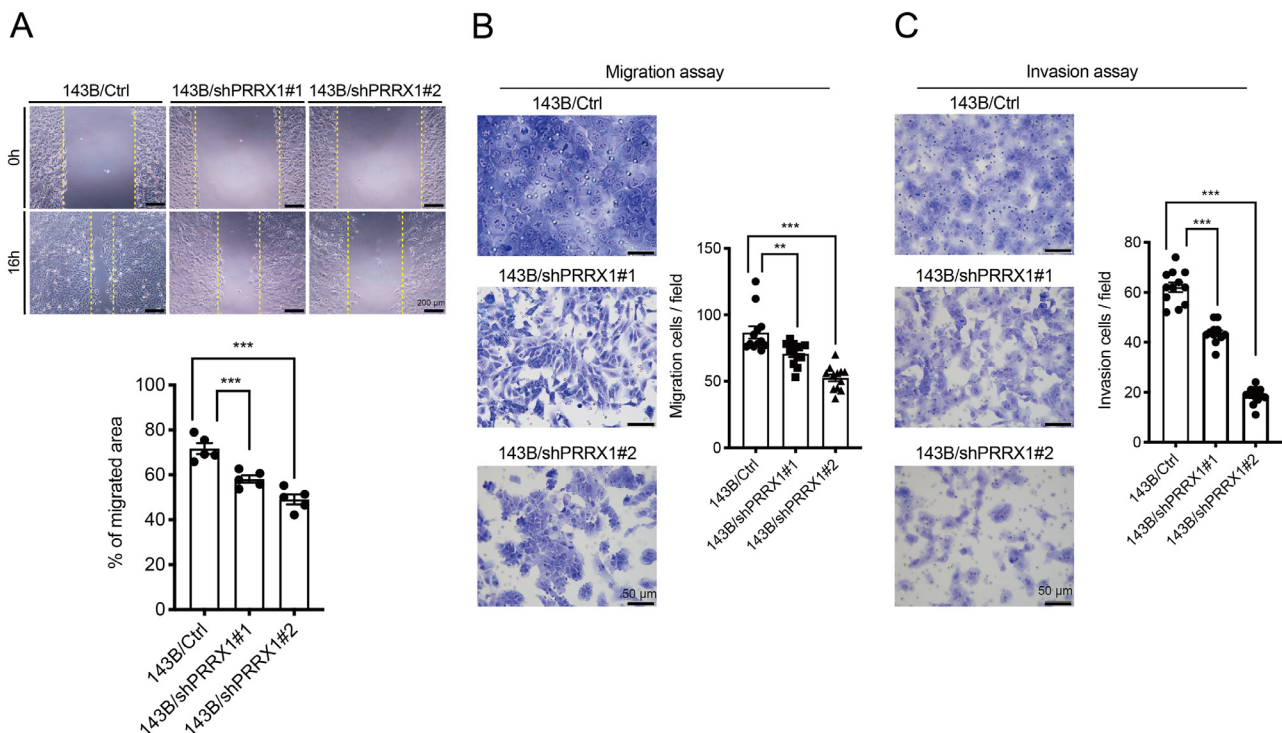 A
143B/Ctrl
143B/shPRRX1#1
143B/shPRRX1#2
0h
16h
200 µm
% of migrated area
100
80
60
40
20
0
***
***
143B/Ctrl
143B/shPRRX1#1
143B/shPRRX1#2
B
Migration assay
143B/Ctrl
143B/shPRRX1#1
143B/shPRRX1#2
50 µm
Migration cells / field
150
100
50
0
***
**
143B/Ctrl
143B/shPRRX1#1
143B/shPRRX1#2
C
Invasion assay
143B/Ctrl
143B/shPRRX1#1
143B/shPRRX1#2
50 µm
Invasion cells / field
80
60
40
20
0
***
***
143B/Ctrl
143B/shPRRX1#1
143B/shPRRX1#2